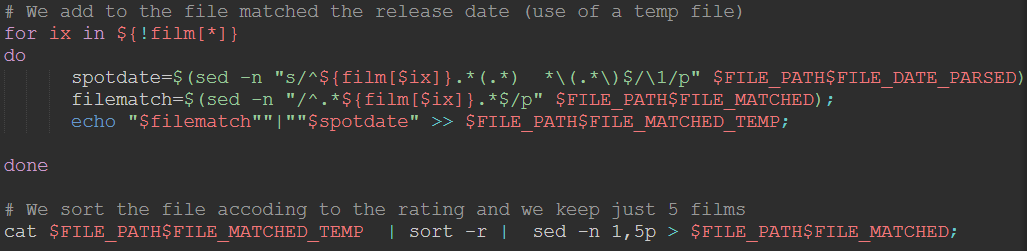 # We add to the file matched the release date (use of a temp file)
for ix in ${!film[*]}
do
spotdate=$(sed -n "s/^${film[$ix]}.*(.*)  *\(.*\)$/\1/p" $FILE_PATH$FILE_DATE_PARSED)
filematch=$(sed -n "/^.*${film[$ix]}.*$/p" $FILE_PATH$FILE_MATCHED);
echo "$filematch""|""$spotdate" >> $FILE_PATH$FILE_MATCHED_TEMP;
done
# We sort the file accoding to the rating and we keep just 5 films
cat $FILE_PATH$FILE_MATCHED_TEMP  | sort -r |  sed -n 1,5p > $FILE_PATH$FILE_MATCHED;